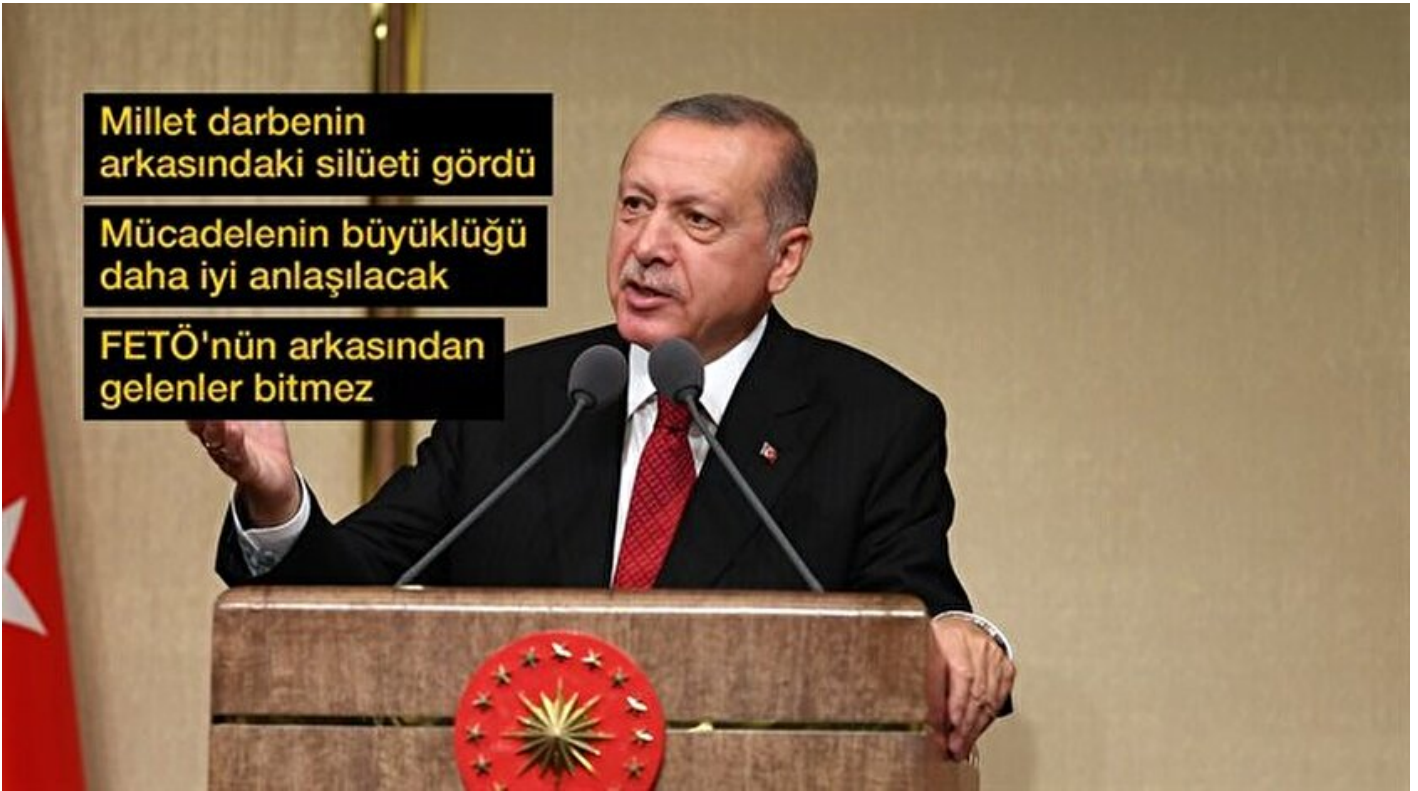 Millet darbenin
arkasındaki silüeti gördü
Mücadelenin büyüklüğü
daha iyi anlaşılacak
FETÖ'nün arkasından
gelenler bitmez